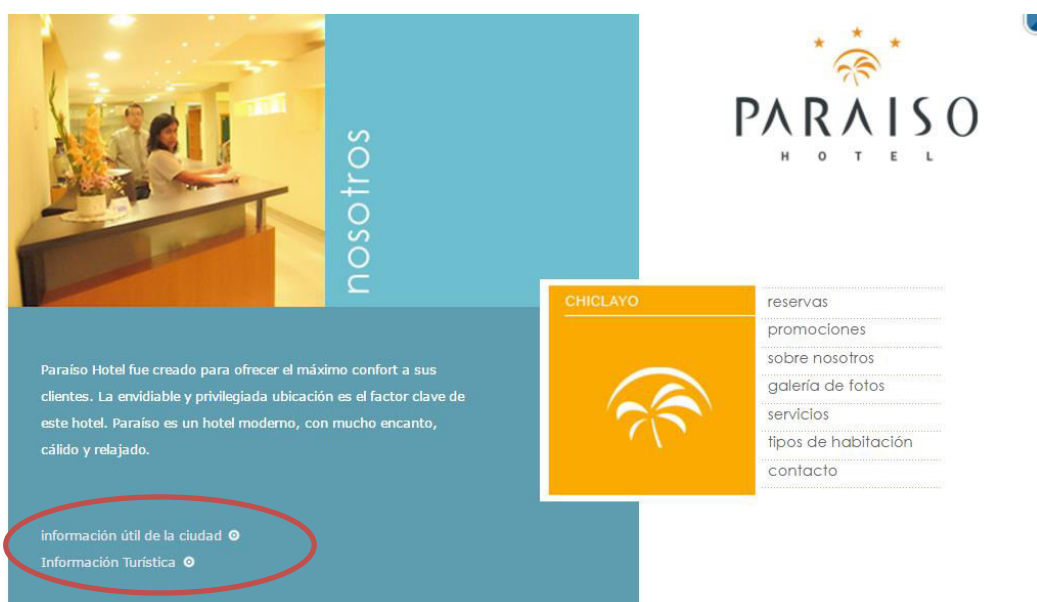 nosotros
PARAISO
HOTEL
CHICLAYO
reservas
promociones
sobre nosotros
galería de fotos
servicios
tipos de habitación
contacto
Paraíso Hotel fue creado para ofrecer el máximo confort a sus
clientes. La envidiable y privilegiada ubicación es el factor clave de
este hotel. Paraíso es un hotel moderno, con mucho encanto,
cálido y relajado.
información útil de la ciudad
Información Turística